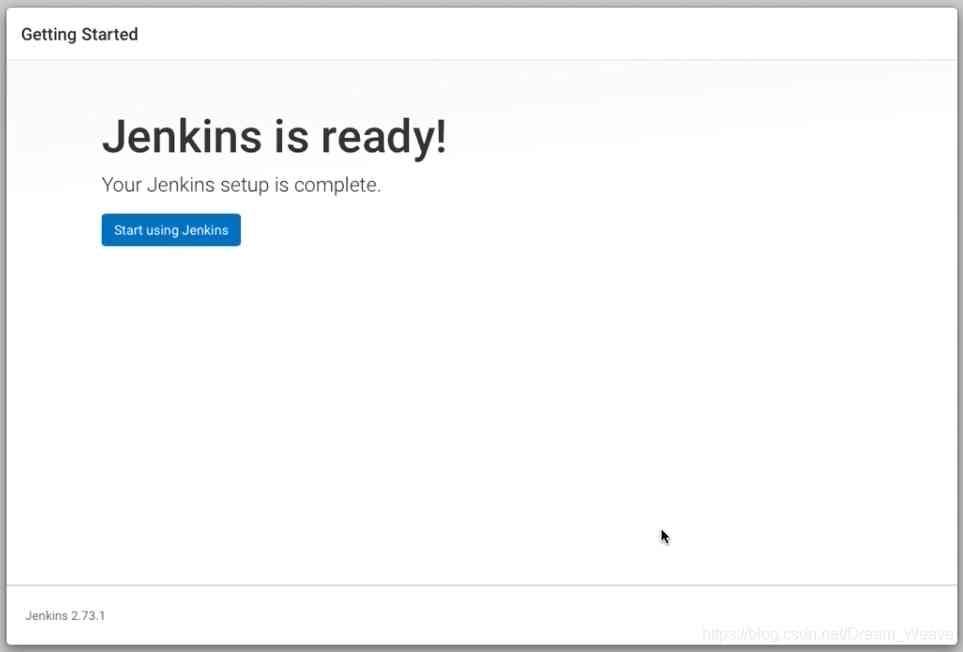 Getting Started
Jenkins is ready!
Your Jenkins setup is complete.
Start using Jenkins
Jenkins 2.73.1
https://blog.csdn.net/Dream_Weave